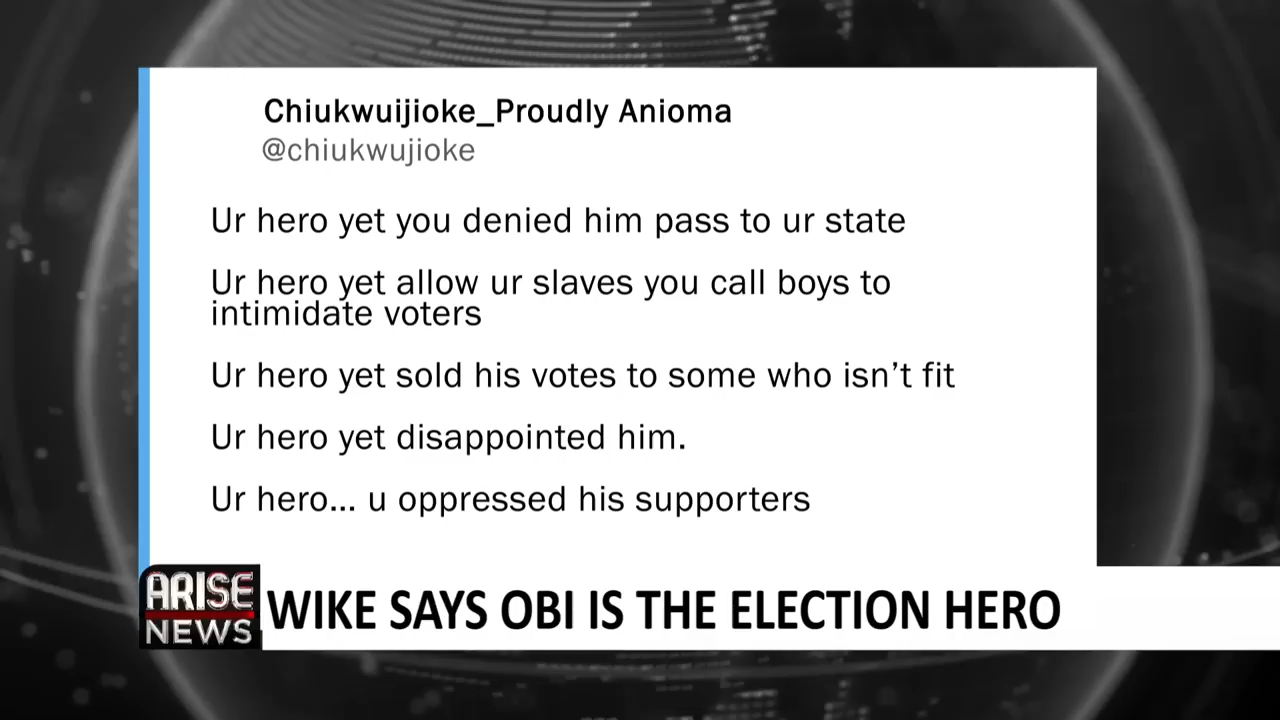 Chiukwuijioke_Proudly Anioma
@chiukwujioke
Ur hero yet you denied him pass to ur state
Ur hero yet allow ur slaves you call boys to
intimidate voters
Ur hero yet sold his votes to some who isn’t fit
Ur hero yet disappointed him.
Ur hero... u oppressed his supporters
ARISE
NEWS
WIKE SAYS OBI IS THE ELECTION HERO